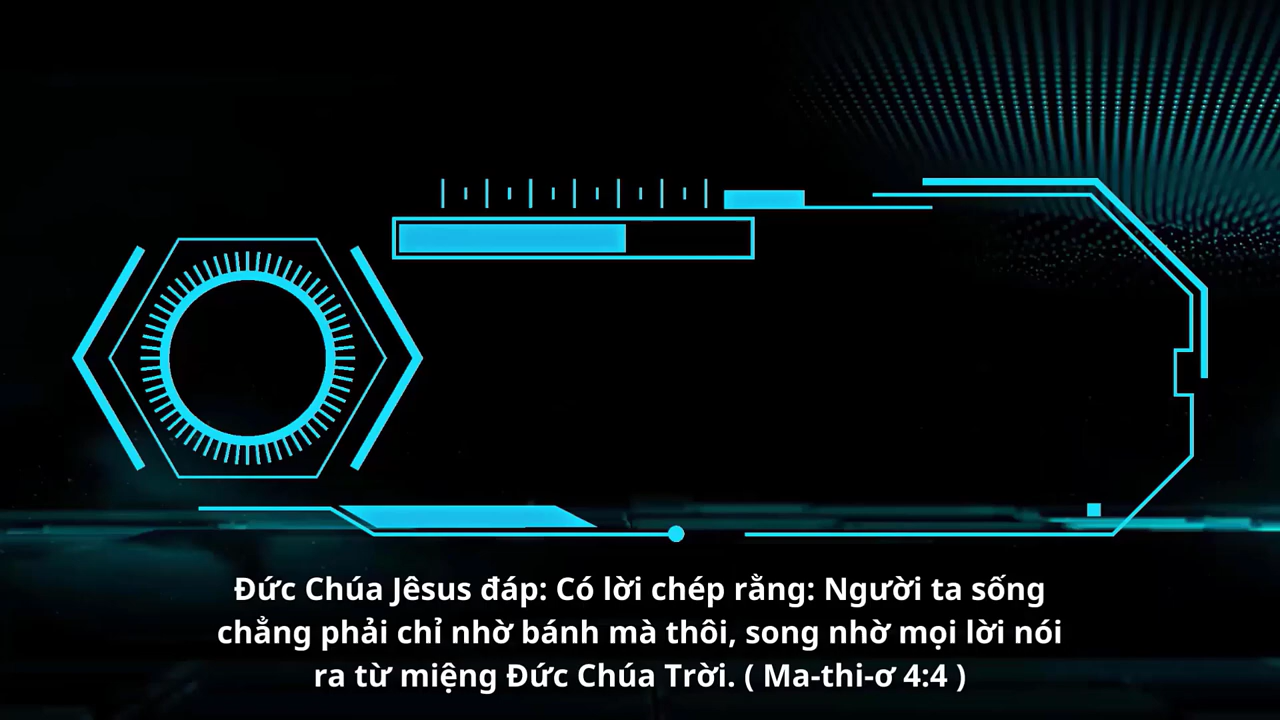 Đức Chúa Jêsus đáp: Có lời chép rằng: Người ta sống
chẳng phải chỉ nhờ bánh mà thôi, song nhờ mọi lời nói
ra từ miệng Đức Chúa Trời. ( Ma-thi-ơ 4:4 )